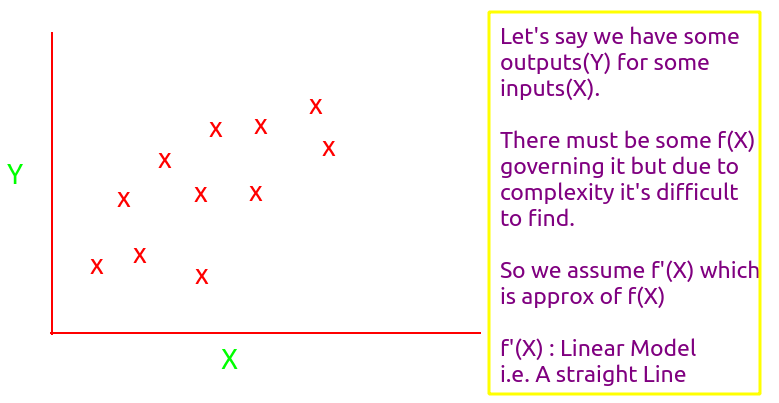 Let's say we have some
outputs(Y) for some
inputs(X).
There must be some f(X)
governing it but due to
complexity it's difficult
to find.
So we assume f'(X) which
is approx of f(X)
f'(X) : Linear Model
i.e. A straight Line
Y
x
x
x
x
x
x
x
x
x
x
x
X